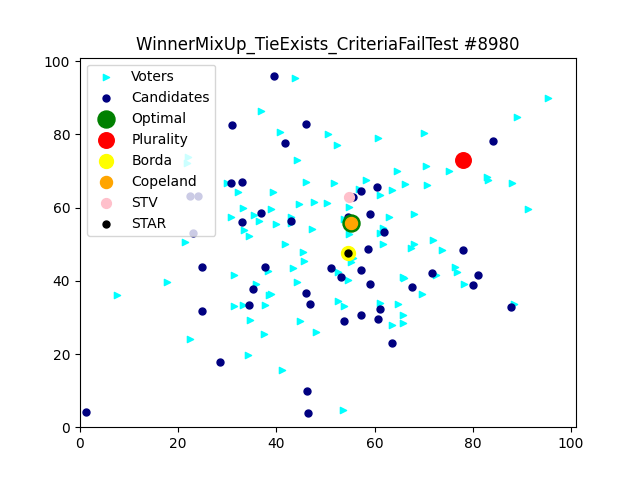 WinnerMixUp_TieExists_CriteriaFailTest #8980
100
80
60
40
20
0
Voters
Candidates
Optimal
Plurality
Borda
Copeland
STV
STAR
0 20 40 60 80 100